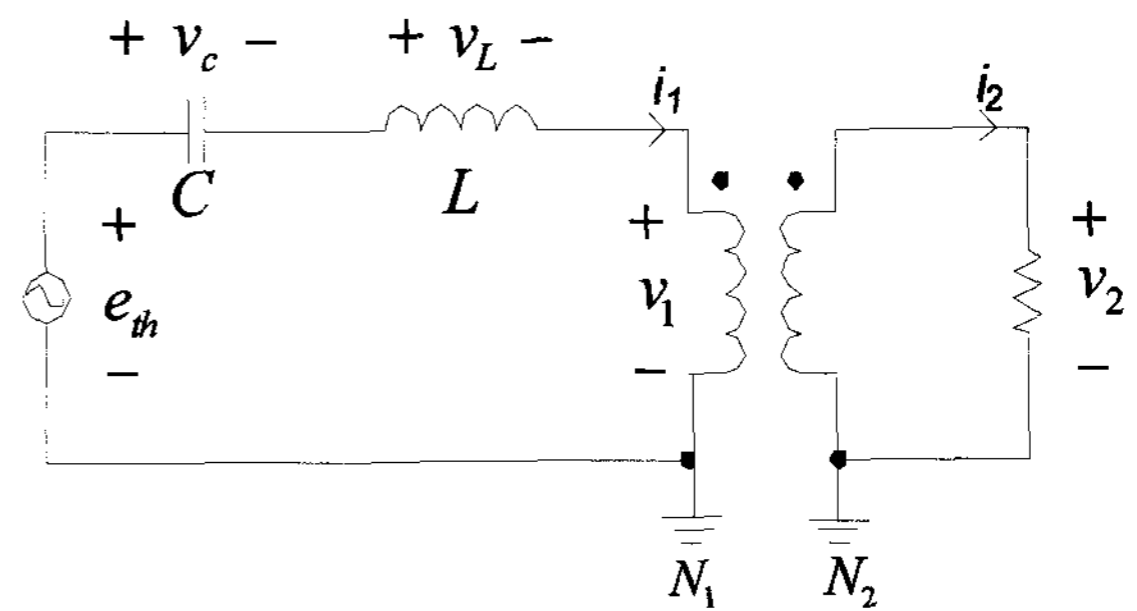 + v_c − + v_L −
i_1 i_2
C L
+ + +
e_th v_1 v_2
− − −
N_1 N_2